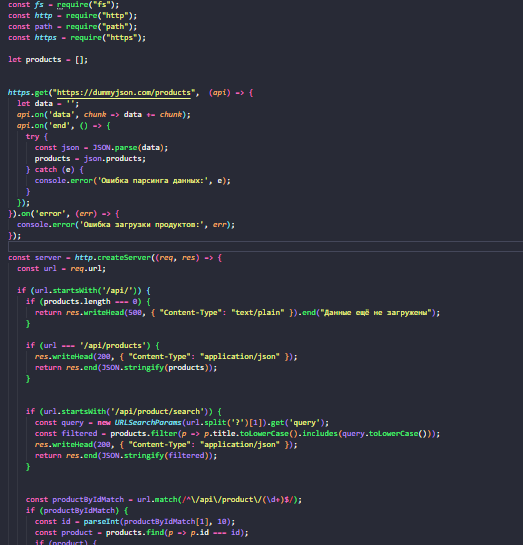 const fs = require("fs");
const http = require("http");
const path = require("path");
const https = require("https");
let products = [];
https.get("https://dummyjson.com/products", (api) => {
let data = '';
api.on('data', chunk => data += chunk);
api.on('end', () => {
try {
const json = JSON.parse(data);
products = json.products;
} catch (e) {
console.error('Ошибка парсинга данных:', e);
}
});
}).on('error', (err) => {
console.error('Ошибка загрузки продуктов:', err);
});
const server = http.createServer((req, res) => {
const url = req.url;
if (url.startsWith('/api/')) {
if (products.length === 0) {
return res.writeHead(500, { "Content-Type": "text/plain" }).end("Данные ещё не загружены");
}
if (url === '/api/products') {
res.writeHead(200, { "Content-Type": "application/json" });
return res.end(JSON.stringify(products));
}
if (url.startsWith('/api/product/search')) {
const query = new URLSearchParams(url.split('?')[1]).get('query');
const filtered = products.filter(p => p.title.toLowerCase().includes(query.toLowerCase()));
res.writeHead(200, { "Content-Type": "application/json" });
return res.end(JSON.stringify(filtered));
}
const productByIdMatch = url.match(/^\/api\/product\/(\d+)$/);
if (productByIdMatch) {
const id = parseInt(productByIdMatch[1], 10);
const product = products.find(p => p.id === id);
if (product) {